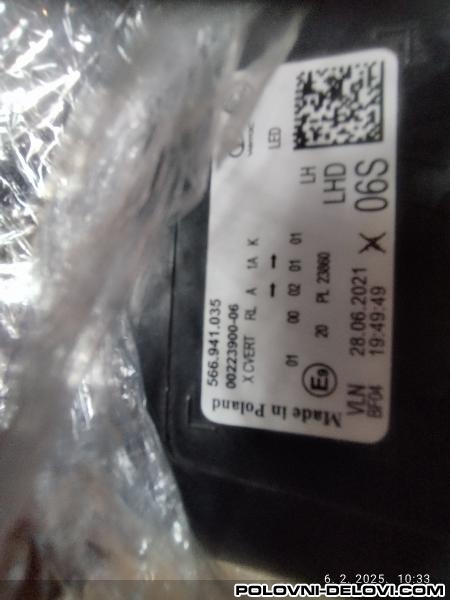 566.941.035
00223900-06
X CVERT RL A 1A K
01 00 02 01 01
20 PL 23860
E9
Made in Poland
LED
LH
LHD
06S
X
VLN 28.06.2021
BF04 19:49:49
6. 2. 2025. 10:33
POLOVNI-DELOVI.COM